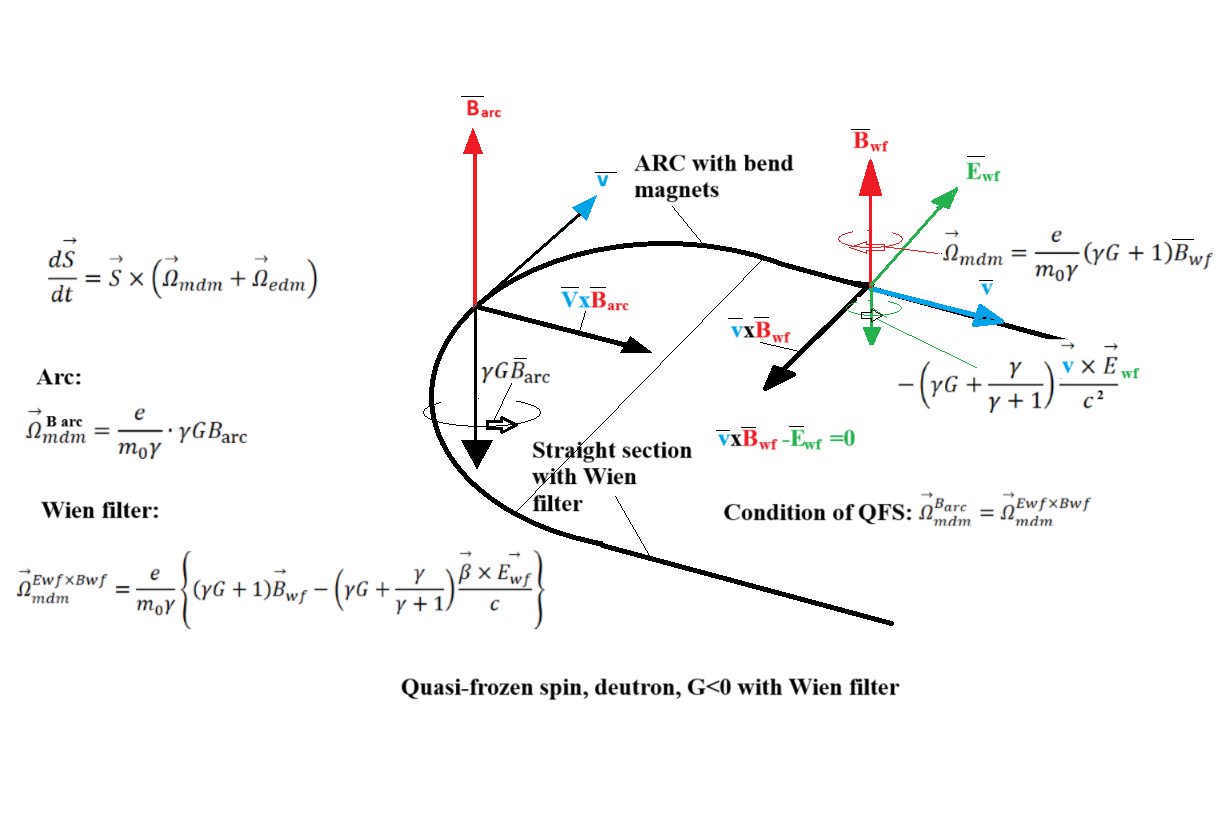 B̅arc
B̅wf
v̅
ARC with bend
magnets
E̅wf
dS⃗/dt = S⃗ × (Ω⃗mdm + Ω⃗edm)
Ω⃗mdm = e/(m₀γ) (γG + 1)B̅wf
v̅
V̅xB̅arc
v̅xB̅wf
Arc:
γGB̅arc
−(γG + γ/(γ + 1)) (v⃗ × E⃗ wf)/c²
Ω⃗mdm^B arc = e/(m₀γ) · γGBarc
v̅xB̅wf -E̅wf =0
Straight section
with Wien
filter
Wien filter:
Condition of QFS: Ω⃗mdm^Barc = Ω⃗mdm^Ewf×Bwf
Ω⃗mdm^Ewf×Bwf = e/(m₀γ) {(γG + 1)B⃗wf − (γG + γ/(γ + 1)) (β⃗ × E⃗wf)/c}
Quasi-frozen spin, deutron, G<0 with Wien filter